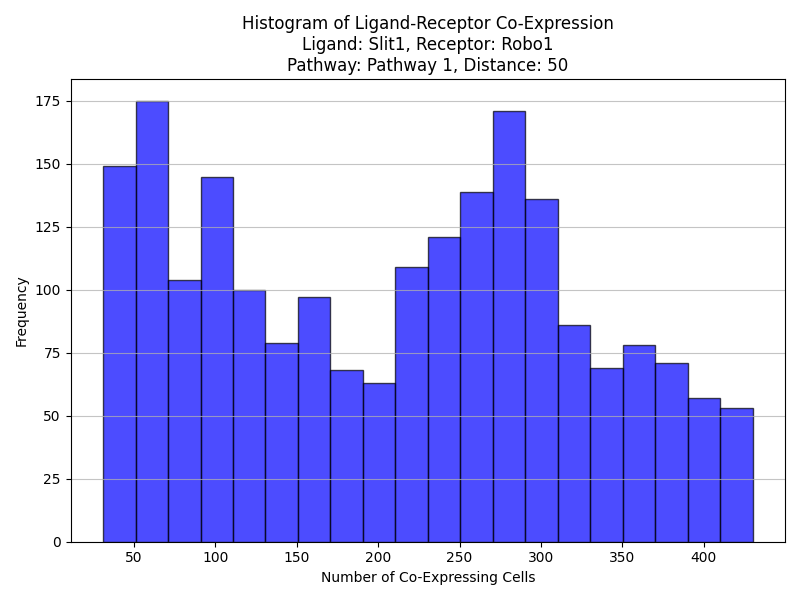 Histogram of Ligand-Receptor Co-Expression
Ligand: Slit1, Receptor: Robo1
Pathway: Pathway 1, Distance: 50
175
150
125
100
75
50
25
0
Frequency
50 100 150 200 250 300 350 400
Number of Co-Expressing Cells